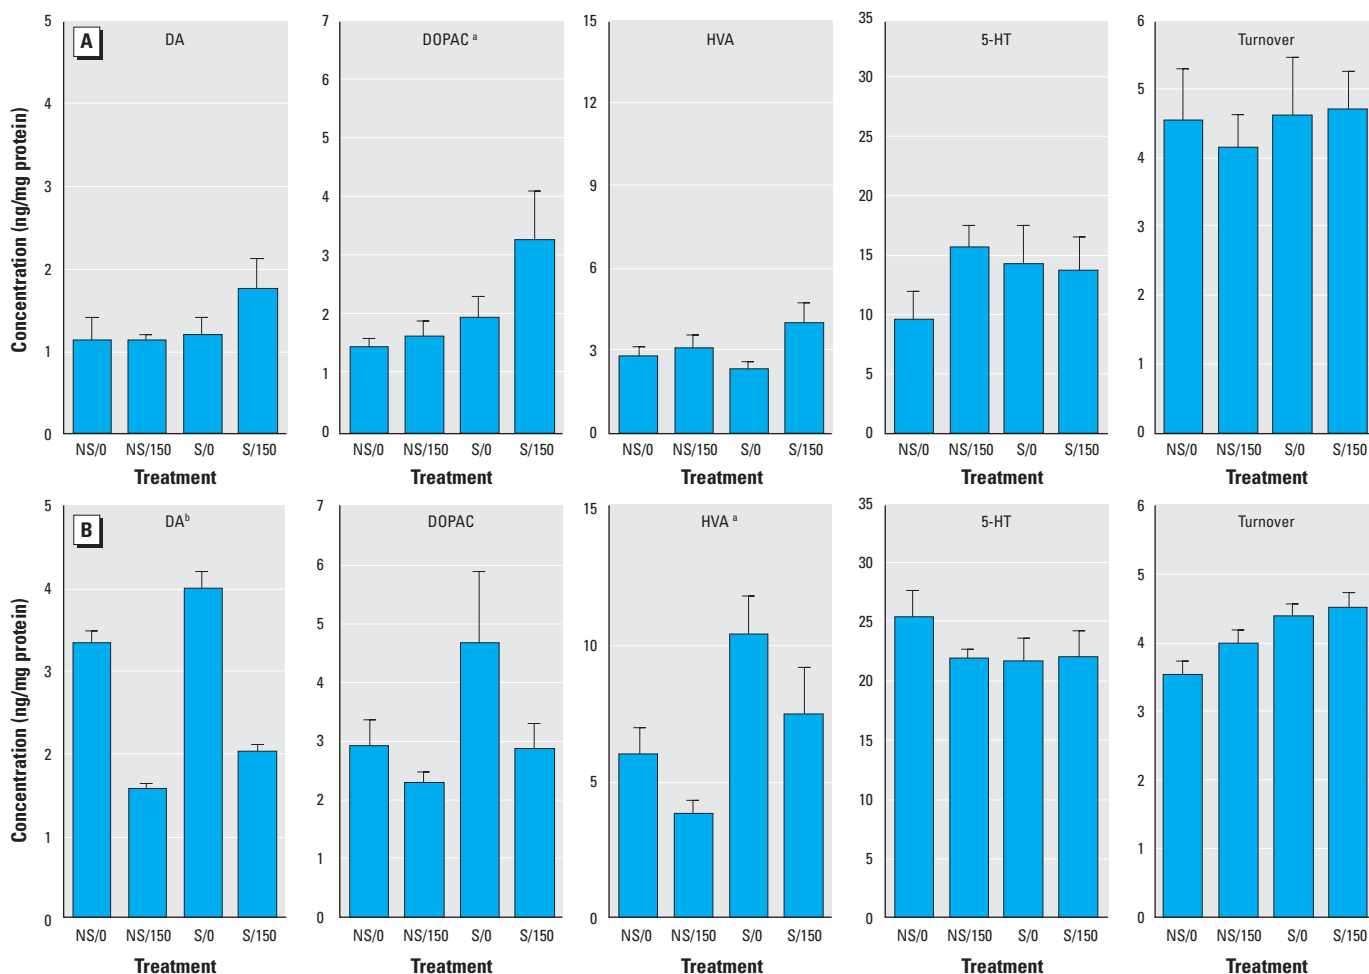 A
DA
DOPAC ª
HVA
5-HT
Turnover
Concentration (ng/mg protein)
5
4
3
2
1
0
7
6
5
4
3
2
1
0
15
12
9
6
3
0
35
30
25
20
15
10
5
0
6
5
4
3
2
1
0
NS/0 NS/150 S/0 S/150
NS/0 NS/150 S/0 S/150
NS/0 NS/150 S/0 S/150
NS/0 NS/150 S/0 S/150
NS/0 NS/150 S/0 S/150
Treatment
Treatment
Treatment
Treatment
Treatment
B
DAᵇ
DOPAC
HVA ª
5-HT
Turnover
Concentration (ng/mg protein)
5
4
3
2
1
0
7
6
5
4
3
2
1
0
15
10
5
0
35
30
25
20
15
10
5
0
6
5
4
3
2
1
0
NS/0 NS/150 S/0 S/150
NS/0 NS/150 S/0 S/150
NS/0 NS/150 S/0 S/150
NS/0 NS/150 S/0 S/150
NS/0 NS/150 S/0 S/150
Treatment
Treatment
Treatment
Treatment
Treatment